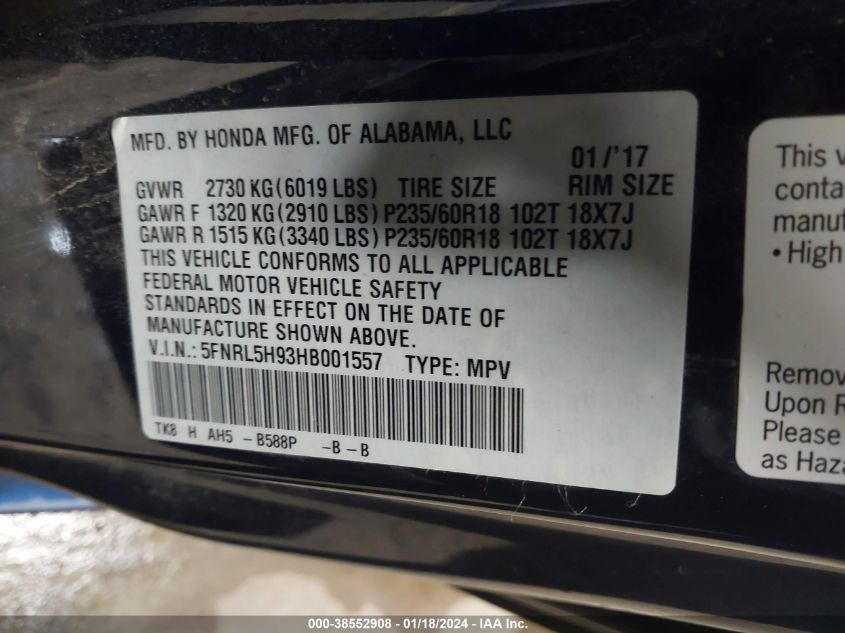 MFD. BY HONDA MFG. OF ALABAMA, LLC
01/'17
GVWR 2730 KG(6019 LBS) TIRE SIZE RIM SIZE
GAWR F 1320 KG(2910 LBS) P235/60R18 102T 18X7J
GAWR R 1515 KG(3340 LBS) P235/60R18 102T 18X7J
THIS VEHICLE CONFORMS TO ALL APPLICABLE
FEDERAL MOTOR VEHICLE SAFETY
STANDARDS IN EFFECT ON THE DATE OF
MANUFACTURE SHOWN ABOVE.
V.I.N.: 5FNRL5H93HB001557 TYPE: MPV
TK8 H AH5 - B588P - B - B
This v
conta
manuf
• High
Remov
Upon R
Please
as Haza
000-38552908 - 01/18/2024 - IAA Inc.